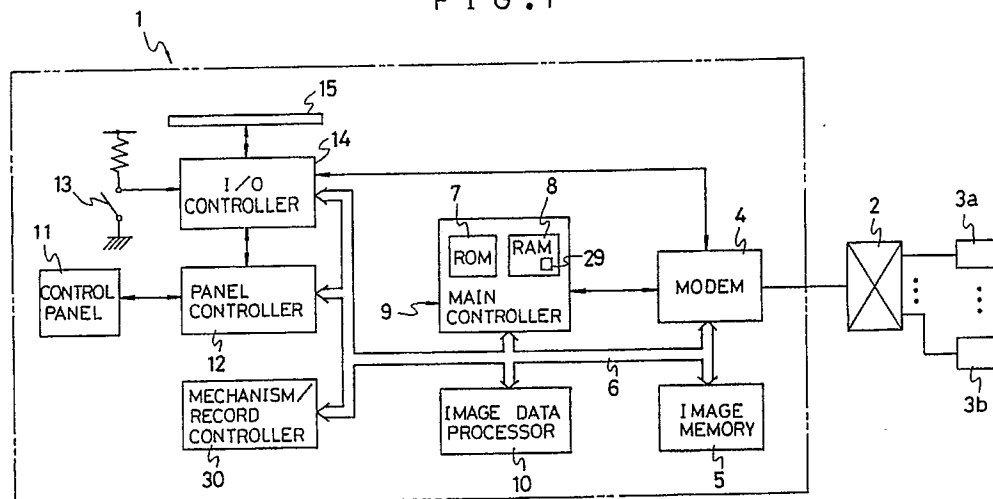 FIG.1
1
15
14
13
I/O
CONTROLLER
7
8
ROM
RAM
29
4
2
3a
11
CONTROL
PANEL
PANEL
CONTROLLER
12
9
MAIN
CONTROLLER
MODEM
6
3b
MECHANISM/
RECORD
CONTROLLER
30
IMAGE DATA
PROCESSOR
10
IMAGE
MEMORY
5